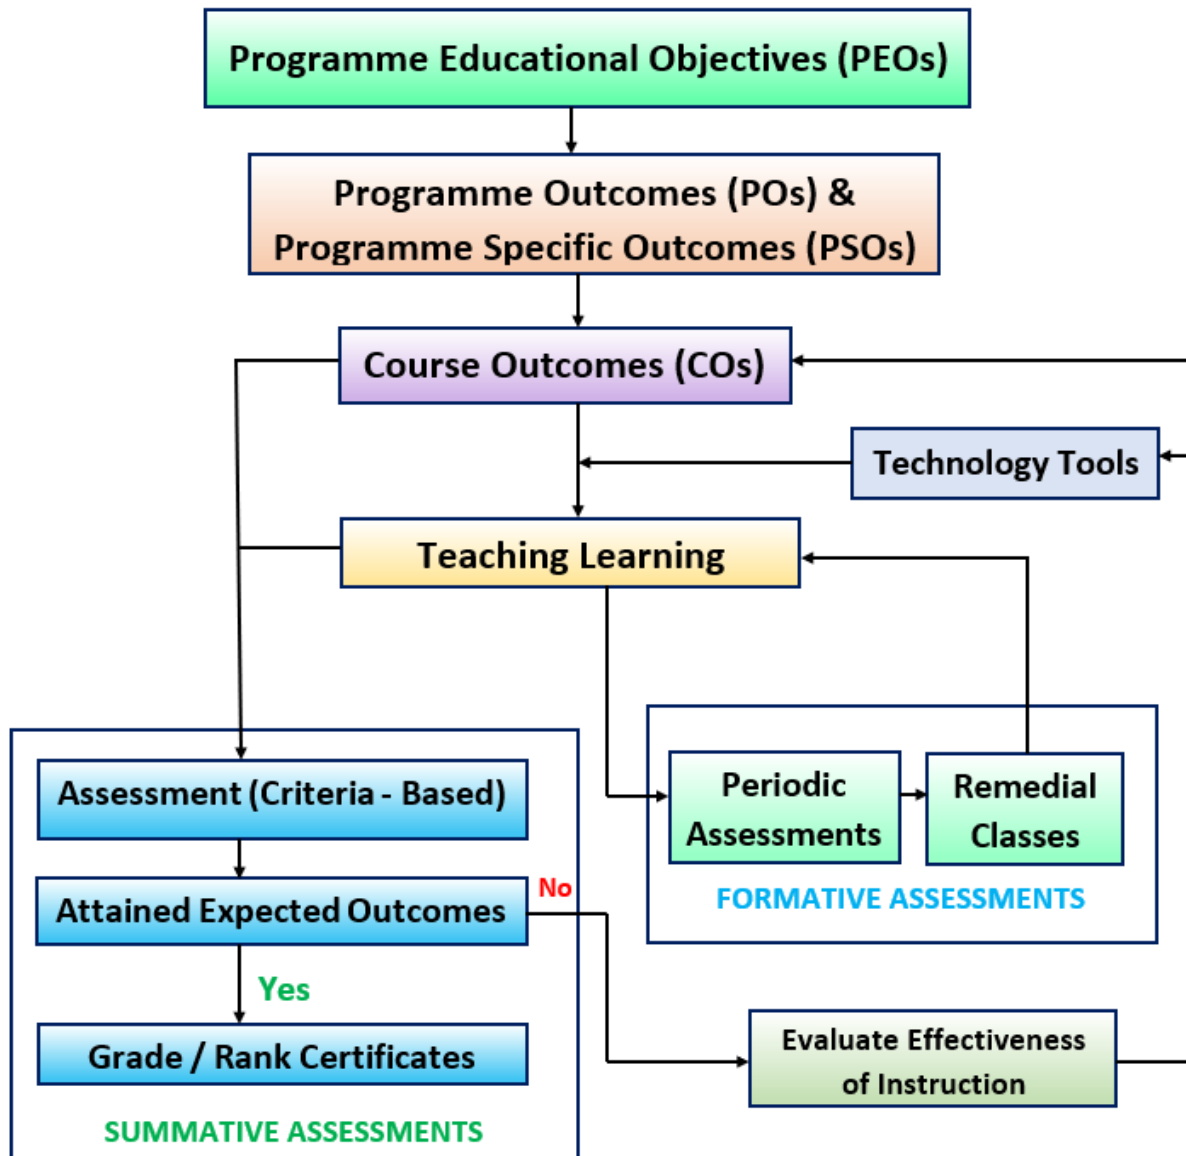 Programme Educational Objectives (PEOs)
Programme Outcomes (POs) &
Programme Specific Outcomes (PSOs)
Course Outcomes (COs)
Technology Tools
Teaching Learning
Assessment (Criteria - Based)
Periodic
Assessments
Remedial
Classes
FORMATIVE ASSESSMENTS
Attained Expected Outcomes
No
Yes
Grade / Rank Certificates
SUMMATIVE ASSESSMENTS
Evaluate Effectiveness
of Instruction